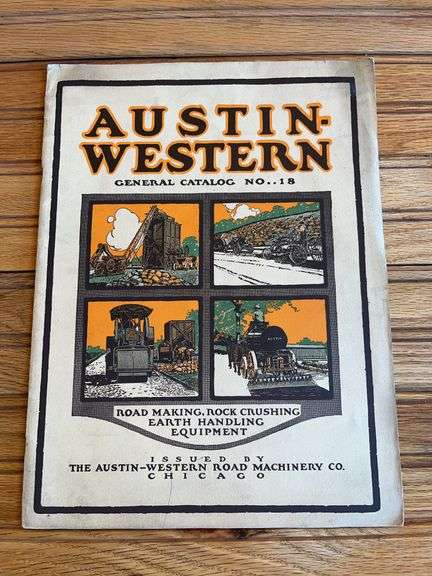 AUSTIN-
WESTERN
GENERAL CATALOG NO..18
AUSTIN
ROAD MAKING, ROCK CRUSHING
EARTH HANDLING
EQUIPMENT
ISSUED BY
THE AUSTIN-WESTERN ROAD MACHINERY CO.
CHICAGO